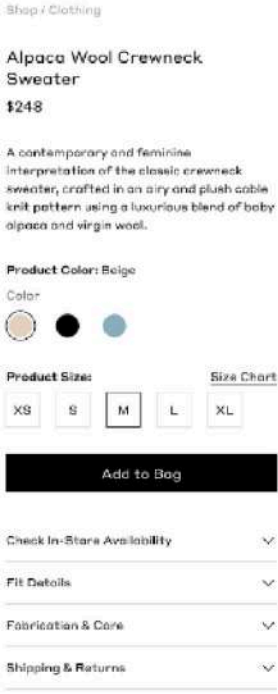 Shop / Clothing
Alpaca Wool Crewneck
Sweater
$248
A contemporary and feminine
interpretation of the classic crewneck
sweater, crafted in an airy and plush cable
knit pattern using a luxurious blend of baby
alpaca and virgin wool.
Product Color: Beige
Color
Product Size: Size Chart
XS S M L XL
Add to Bag
Check In-Store Availability
Fit Details
Fabrication & Care
Shipping & Returns